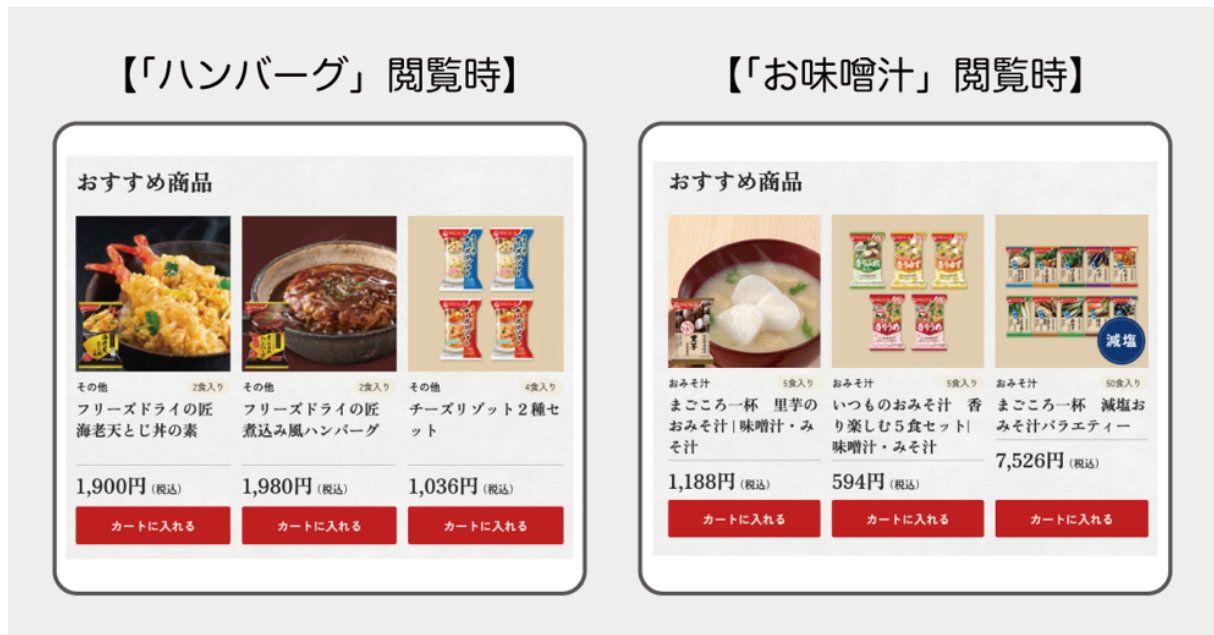 【「ハンバーグ」閲覧時】
おすすめ商品
その他 2食入り
フリーズドライの匠
海老天とじ丼の素
1,900円（税込）
カートに入れる
その他 2食入り
フリーズドライの匠
煮込み風ハンバーグ
1,980円（税込）
カートに入れる
その他 4食入り
チーズリゾット２種セ
ット
1,036円（税込）
カートに入れる
【「お味噌汁」閲覧時】
おすすめ商品
おみそ汁 5食入り
まごころ一杯　里芋の
おみそ汁 | 味噌汁・み
そ汁
1,188円（税込）
カートに入れる
おみそ汁 5食入り
いつものおみそ汁　香
り楽しむ５食セット|
味噌汁・みそ汁
594円（税込）
カートに入れる
減塩
おみそ汁 50食入り
まごころ一杯　減塩お
みそ汁バラエティー
7,526円（税込）
カートに入れる